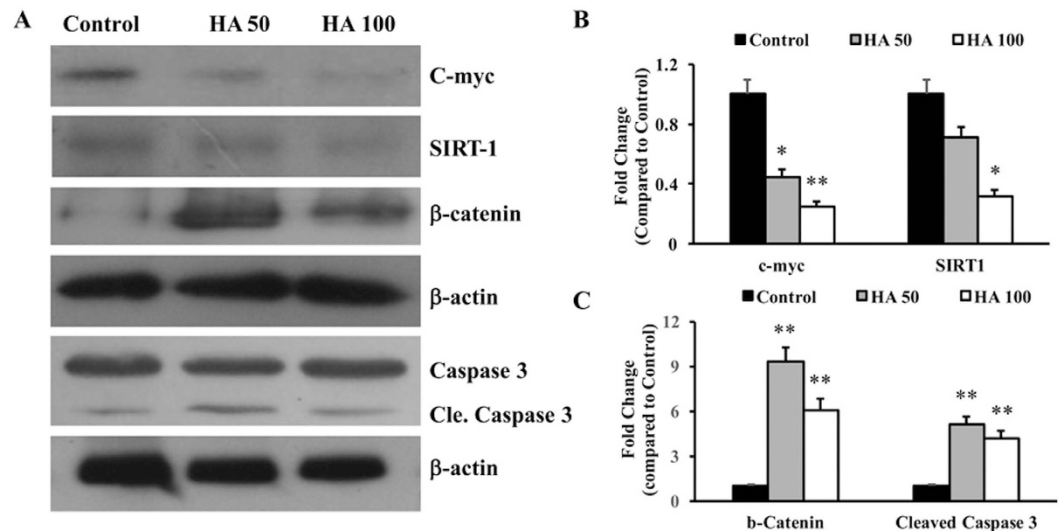 A
Control HA 50 HA 100
C-myc
SIRT-1
β-catenin
β-actin
Caspase 3
Cle. Caspase 3
β-actin
B
Control HA 50 HA 100
Fold Change
(Compared to Control)
1.2
0.8
0.4
0
*
**
*
c-myc SIRT1
C
Control HA 50 HA 100
Fold Change
(compared to Control)
12
9
6
3
0
**
**
**
**
b-Catenin Cleaved Caspase 3